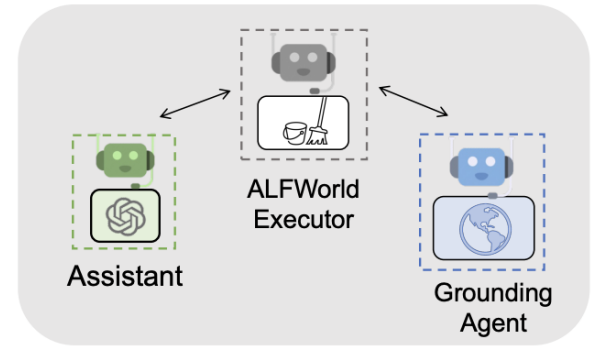 ALFWorld
Executor
Assistant
Grounding
Agent